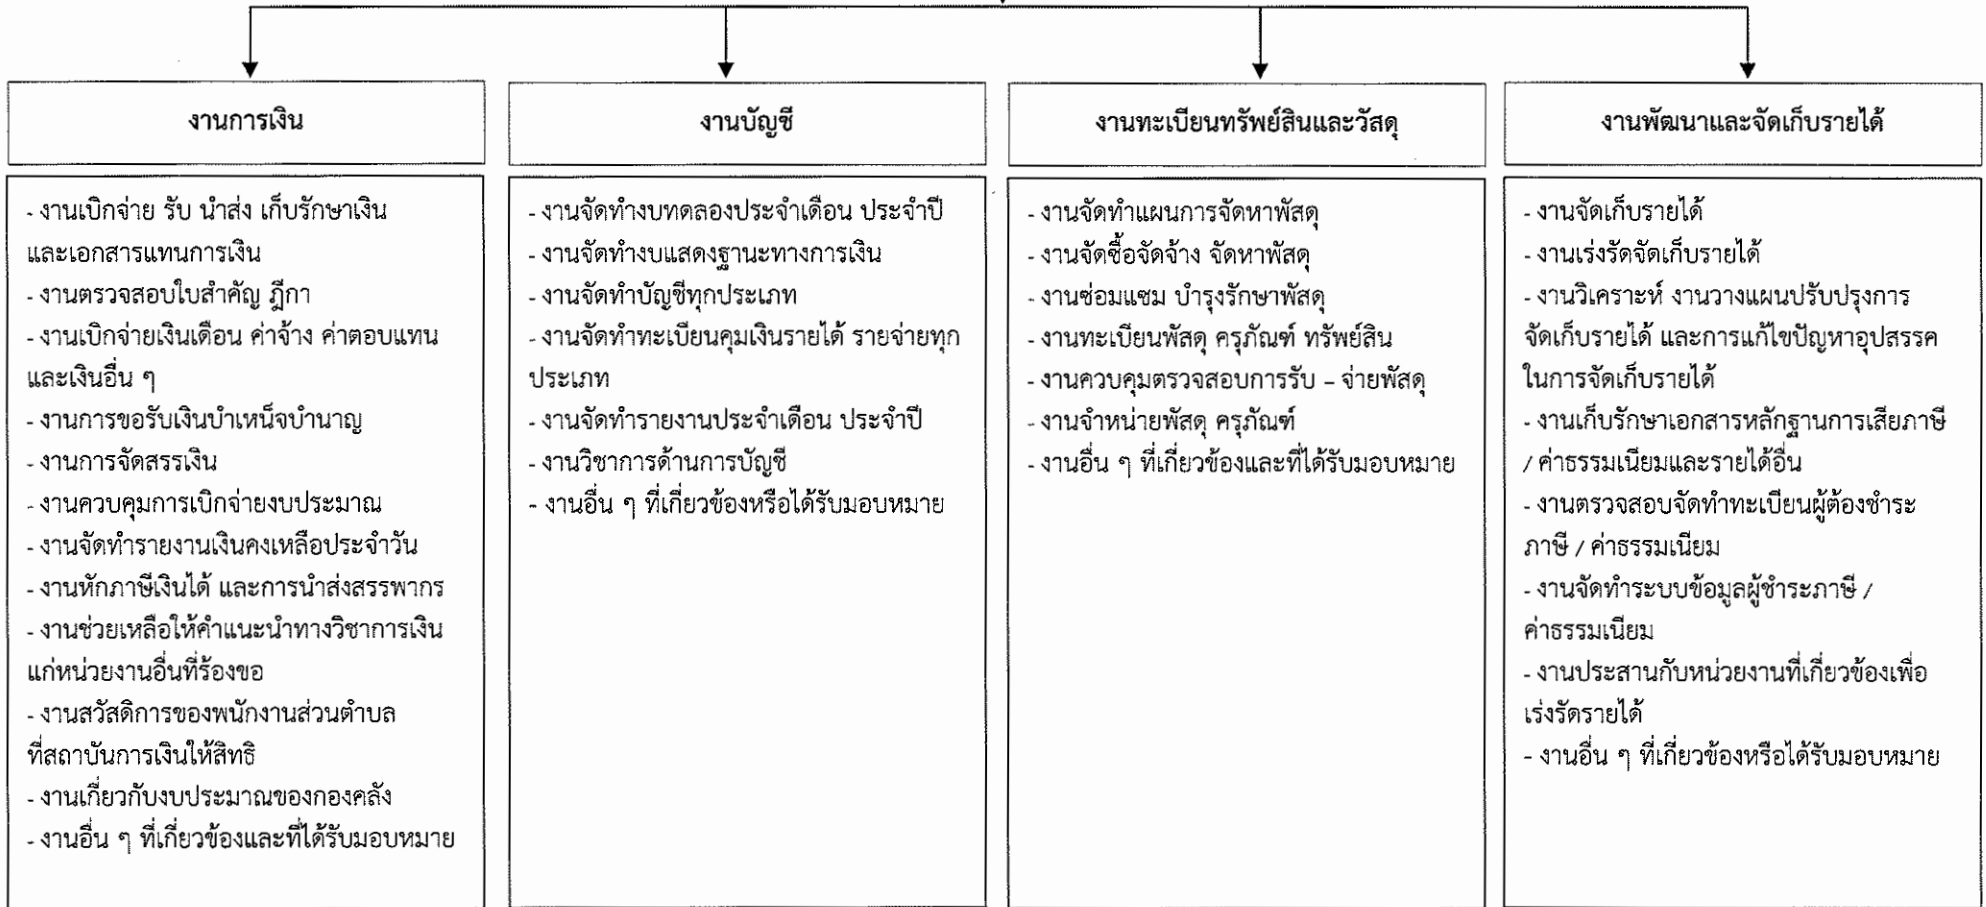 งานการเงิน
- งานเบิกจ่าย รับ นำส่ง เก็บรักษาเงิน
และเอกสารแทนการเงิน
- งานตรวจสอบใบสำคัญ ฎีกา
- งานเบิกจ่ายเงินเดือน ค่าจ้าง ค่าตอบแทน
และเงินอื่น ๆ
- งานการขอรับเงินบำเหน็จบำนาญ
- งานการจัดสรรเงิน
- งานควบคุมการเบิกจ่ายงบประมาณ
- งานจัดทำรายงานเงินคงเหลือประจำวัน
- งานหักภาษีเงินได้ และการนำส่งสรรพากร
- งานช่วยเหลือให้คำแนะนำทางวิชาการเงิน
แก่หน่วยงานอื่นที่ร้องขอ
- งานสวัสดิการของพนักงานส่วนตำบล
ที่สถาบันการเงินให้สิทธิ
- งานเกี่ยวกับงบประมาณของกองคลัง
- งานอื่น ๆ ที่เกี่ยวข้องและที่ได้รับมอบหมาย
งานบัญชี
- งานจัดทำงบทดลองประจำเดือน ประจำปี
- งานจัดทำงบแสดงฐานะทางการเงิน
- งานจัดทำบัญชีทุกประเภท
- งานจัดทำทะเบียนคุมเงินรายได้ รายจ่ายทุก
ประเภท
- งานจัดทำรายงานประจำเดือน ประจำปี
- งานวิชาการด้านการบัญชี
- งานอื่น ๆ ที่เกี่ยวข้องหรือได้รับมอบหมาย
งานทะเบียนทรัพย์สินและวัสดุ
- งานจัดทำแผนการจัดหาพัสดุ
- งานจัดซื้อจัดจ้าง จัดหาพัสดุ
- งานซ่อมแซม บำรุงรักษาพัสดุ
- งานทะเบียนพัสดุ ครุภัณฑ์ ทรัพย์สิน
- งานควบคุมตรวจสอบการรับ – จ่ายพัสดุ
- งานจำหน่ายพัสดุ ครุภัณฑ์
- งานอื่น ๆ ที่เกี่ยวข้องและที่ได้รับมอบหมาย
งานพัฒนาและจัดเก็บรายได้
- งานจัดเก็บรายได้
- งานเร่งรัดจัดเก็บรายได้
- งานวิเคราะห์ งานวางแผนปรับปรุงการ
จัดเก็บรายได้ และการแก้ไขปัญหาอุปสรรค
ในการจัดเก็บรายได้
- งานเก็บรักษาเอกสารหลักฐานการเสียภาษี
/ ค่าธรรมเนียมและรายได้อื่น
- งานตรวจสอบจัดทำทะเบียนผู้ต้องชำระ
ภาษี / ค่าธรรมเนียม
- งานจัดทำระบบข้อมูลผู้ชำระภาษี /
ค่าธรรมเนียม
- งานประสานกับหน่วยงานที่เกี่ยวข้องเพื่อ
เร่งรัดรายได้
- งานอื่น ๆ ที่เกี่ยวข้องหรือได้รับมอบหมาย